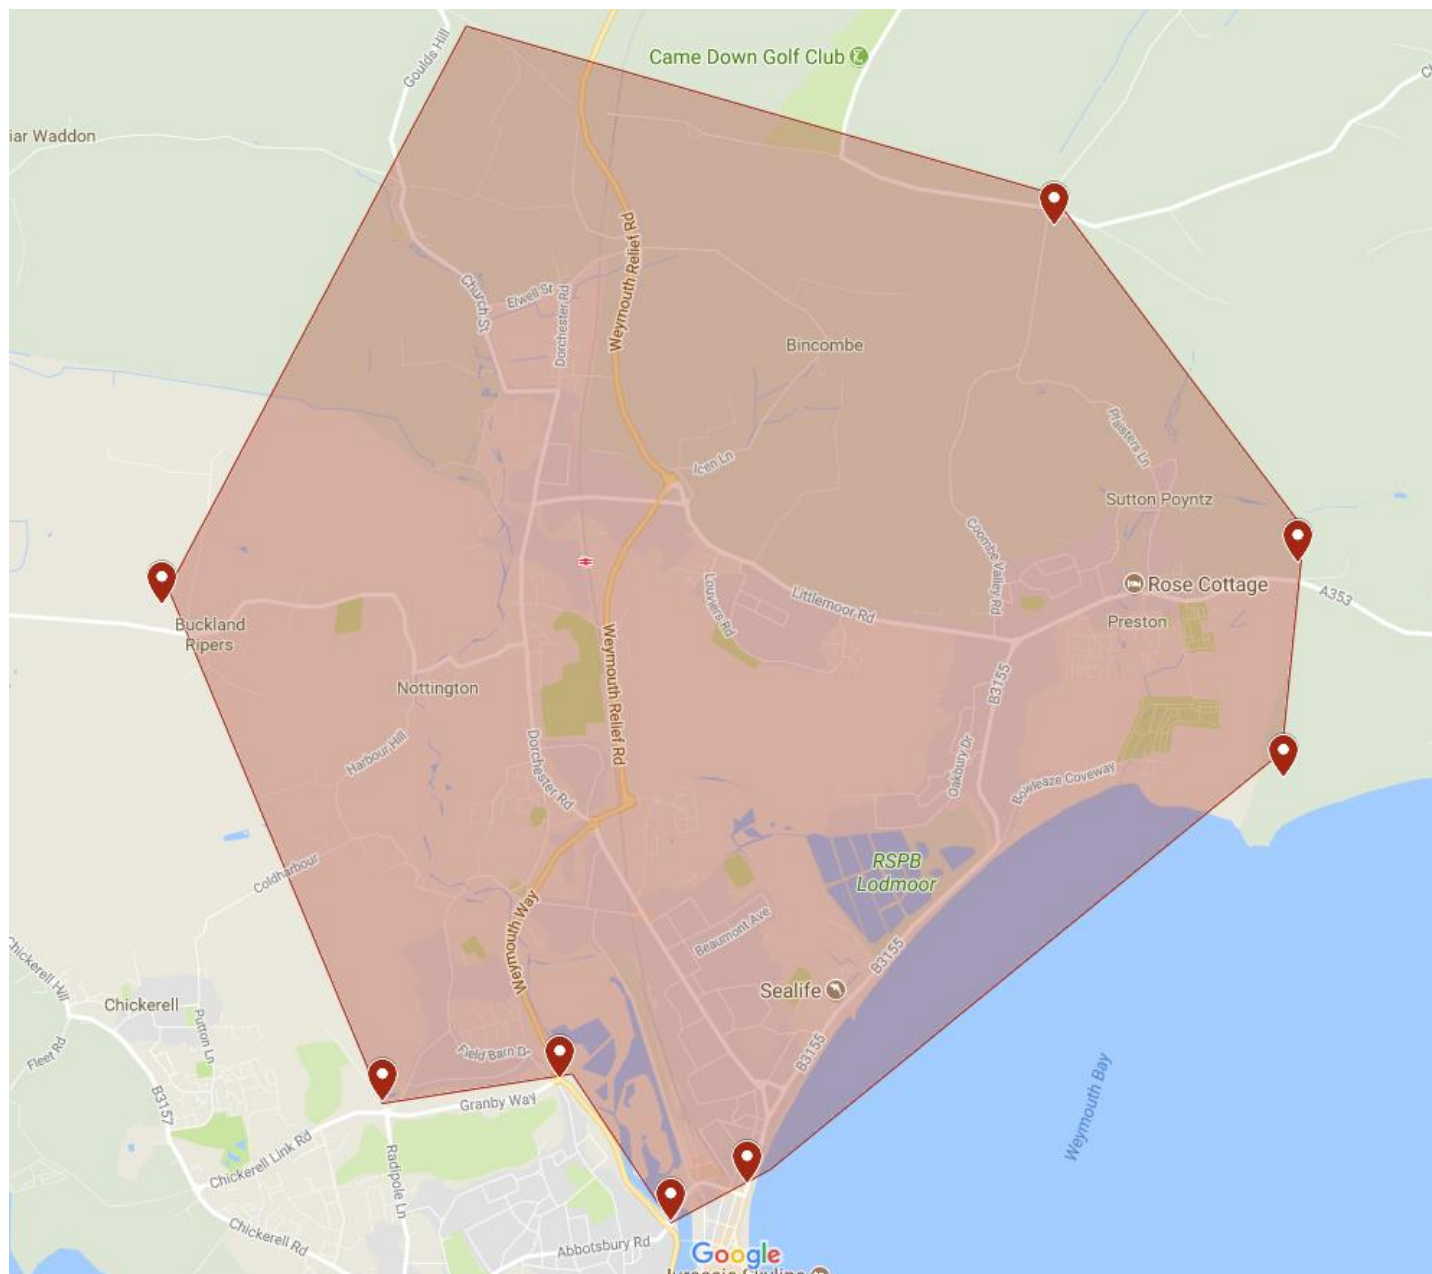 Goulds Hill
Came Down Golf Club
iar Waddon
Weymouth Relief Rd
Church St
Elwell St
Dorchester Rd
Bincombe
Plaisters Ln
Icen Ln
Sutton Poyntz
Coombe Valley Rd
Rose Cottage
A353
Louviers Rd
Littlemoor Rd
Preston
Buckland
Ripers
Weymouth Relief Rd
Nottington
B3155
Harbour Hill
Dorchester Rd
Oakbury Dr
Bowleaze Coveway
RSPB
Lodmoor
Coldharbour
Weymouth Way
Beaumont Ave
B3155
Chickerell Hill
Sealife
Chickerell
Putton Ln
Fleet Rd
Field Barn D
B3155
B3157
Granby Way
Weymouth Bay
Chickerell Link Rd
Radipole Ln
Chickerell Rd
Abbotsbury Rd
Google